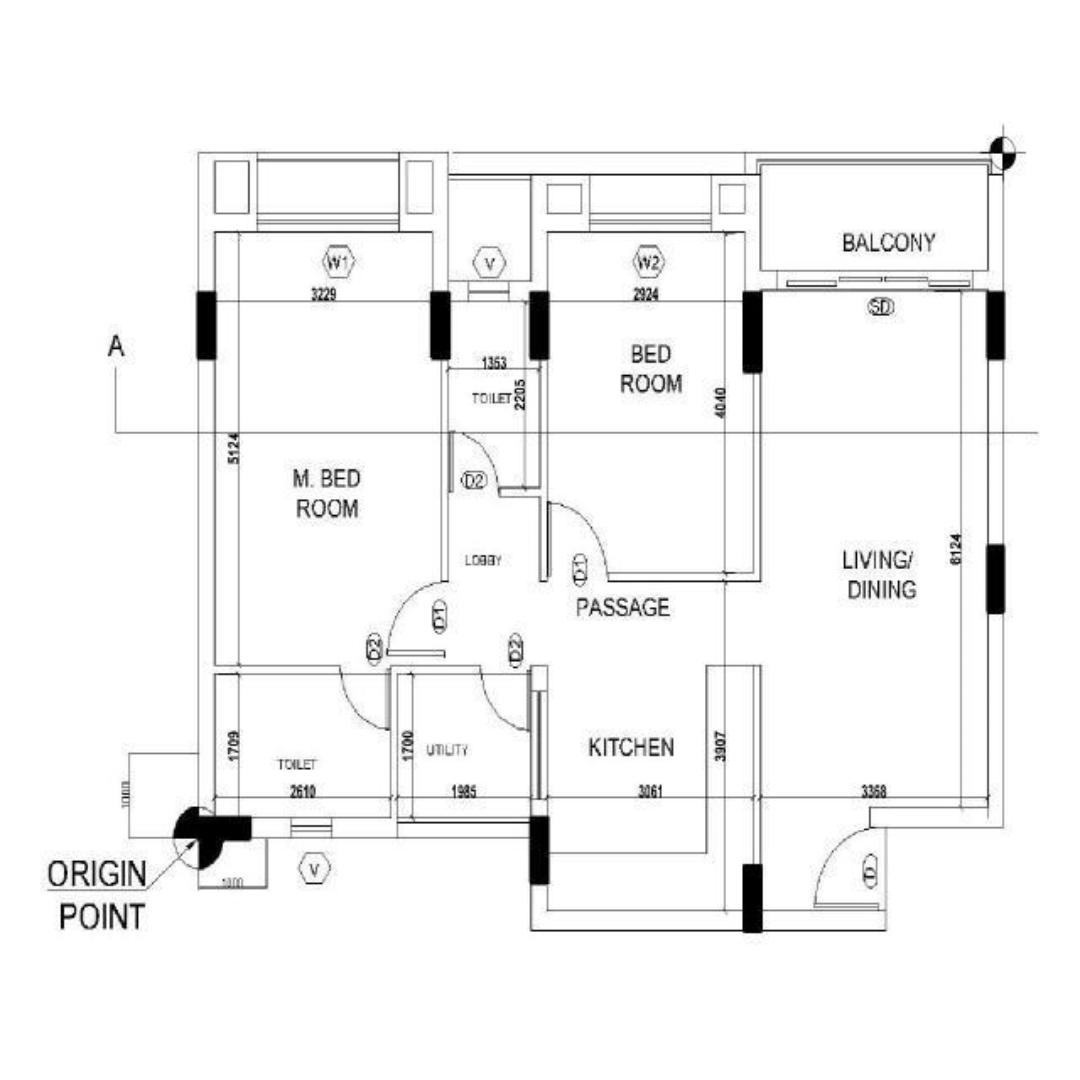 BALCONY
W1
V
W2
3229
2924
SD
A
1353
BED
ROOM
TOILET
2205
4040
5124
M. BED
ROOM
D2
LOBBY
D1
6124
LIVING/
DINING
PASSAGE
D1
D2
D2
1709
1700
UTILITY
KITCHEN
3907
TOILET
2610
1985
3061
3368
1000
ORIGIN
POINT
1000
V
D